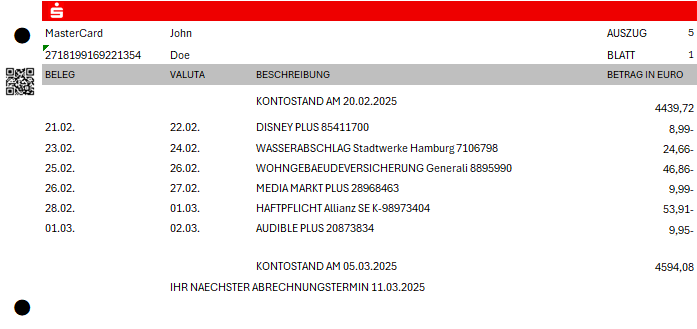 MasterCard John AUSZUG 5
2718199169221354 Doe BLATT 1
BELEG VALUTA BESCHREIBUNG BETRAG IN EURO
KONTOSTAND AM 20.02.2025 4439,72
21.02. 22.02. DISNEY PLUS 85411700 8,99-
23.02. 24.02. WASSERABSCHLAG Stadtwerke Hamburg 7106798 24,66-
25.02. 26.02. WOHNGEBAEUDEVERSICHERUNG Generali 8895990 46,86-
26.02. 27.02. MEDIA MARKT PLUS 28968463 9,99-
28.02. 01.03. HAFTPFLICHT Allianz SE K-98973404 53,91-
01.03. 02.03. AUDIBLE PLUS 20873834 9,95-
KONTOSTAND AM 05.03.2025 4594,08
IHR NAECHSTER ABRECHNUNGSTERMIN 11.03.2025